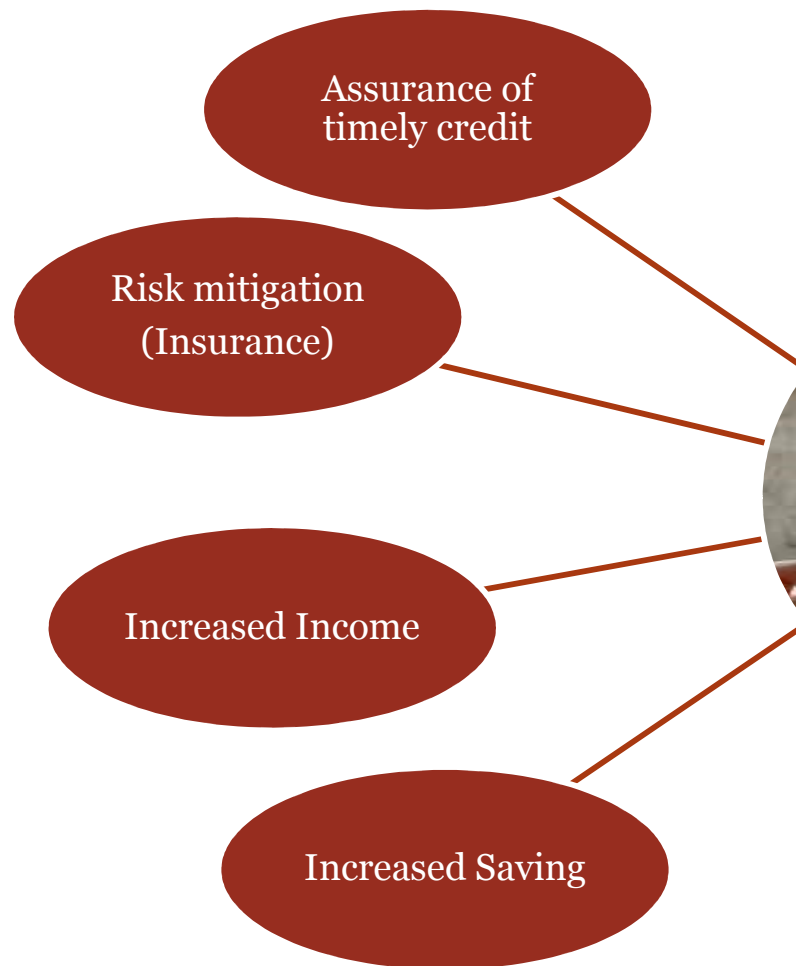 Assurance of
timely credit
Risk mitigation
(Insurance)
Increased Income
Increased Saving